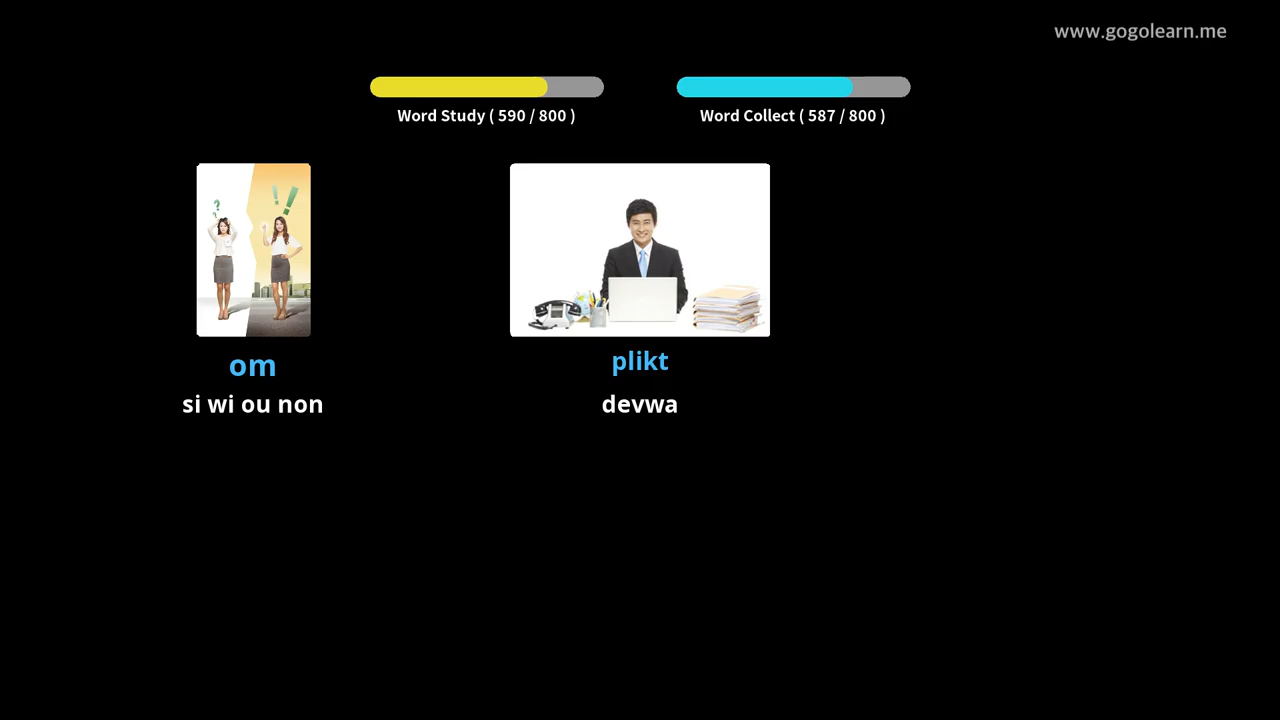 www.gogolearn.me
Word Study ( 590 / 800 )
Word Collect ( 587 / 800 )
om
si wi ou non
plikt
devwa